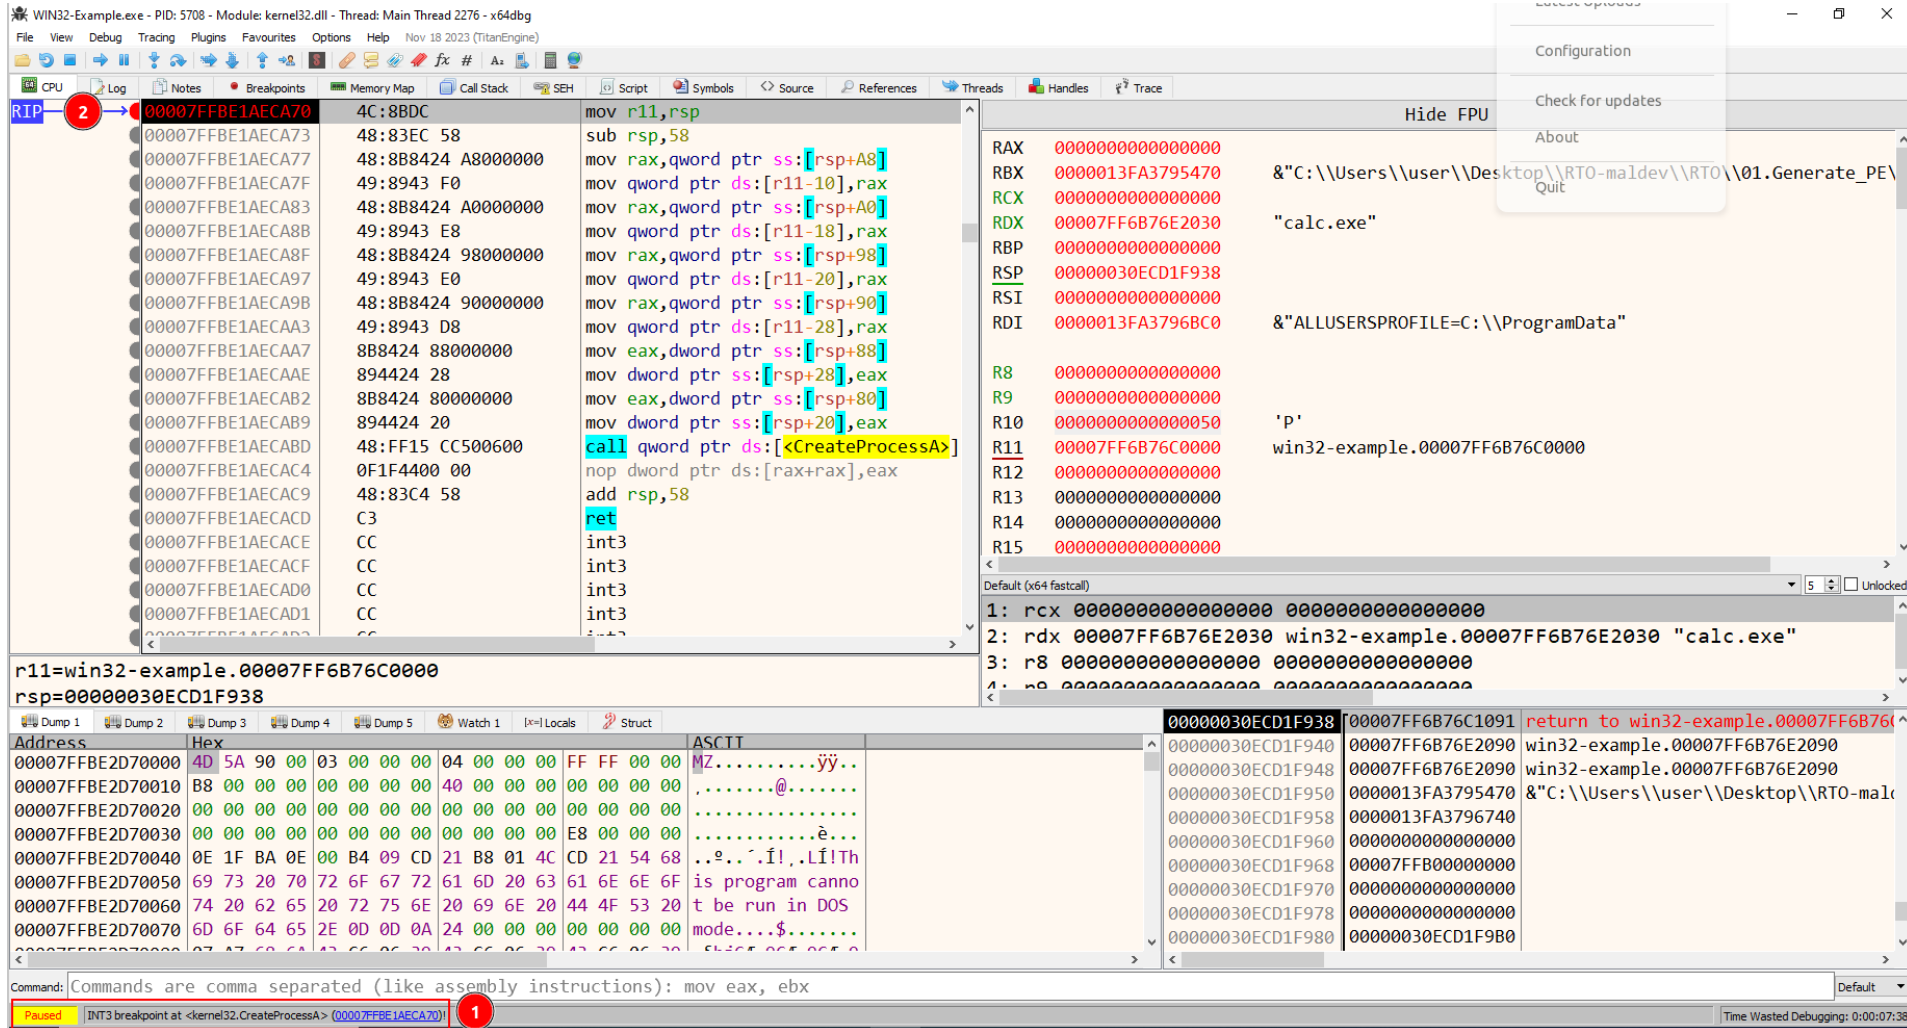 WIN32-Example.exe - PID: 5708 - Module: kernel32.dll - Thread: Main Thread 2276 - x64dbg
File View Debug Tracing Plugins Favourites Options Help Nov 18 2023 (TitanEngine)
Latest Uploads
Configuration
Check for updates
About
Quit
CPU Log Notes Breakpoints Memory Map Call Stack SEH Script Symbols Source References Threads Handles Trace
RIP 2
00007FFBE1AECA70 4C:8BDC mov r11,rsp
00007FFBE1AECA73 48:83EC 58 sub rsp,58
00007FFBE1AECA77 48:8B8424 A8000000 mov rax,qword ptr ss:[rsp+A8]
00007FFBE1AECA7F 49:8943 F0 mov qword ptr ds:[r11-10],rax
00007FFBE1AECA83 48:8B8424 A0000000 mov rax,qword ptr ss:[rsp+A0]
00007FFBE1AECA8B 49:8943 E8 mov qword ptr ds:[r11-18],rax
00007FFBE1AECA8F 48:8B8424 98000000 mov rax,qword ptr ss:[rsp+98]
00007FFBE1AECA97 49:8943 E0 mov qword ptr ds:[r11-20],rax
00007FFBE1AECA9B 48:8B8424 90000000 mov rax,qword ptr ss:[rsp+90]
00007FFBE1AECAA3 49:8943 D8 mov qword ptr ds:[r11-28],rax
00007FFBE1AECAA7 8B8424 88000000 mov eax,dword ptr ss:[rsp+88]
00007FFBE1AECAAE 894424 28 mov dword ptr ss:[rsp+28],eax
00007FFBE1AECAB2 8B8424 80000000 mov eax,dword ptr ss:[rsp+80]
00007FFBE1AECAB9 894424 20 mov dword ptr ss:[rsp+20],eax
00007FFBE1AECABD 48:FF15 CC500600 call qword ptr ds:[<CreateProcessA>]
00007FFBE1AECAC4 0F1F4400 00 nop dword ptr ds:[rax+rax],eax
00007FFBE1AECAC9 48:83C4 58 add rsp,58
00007FFBE1AECACD C3 ret
00007FFBE1AECACE CC int3
00007FFBE1AECACF CC int3
00007FFBE1AECAD0 CC int3
00007FFBE1AECAD1 CC int3
r11=win32-example.00007FF6B76C0000
rsp=00000030ECD1F938
Hide FPU
RAX 0000000000000000
RBX 0000013FA3795470 &"C:\\Users\\user\\Desktop\\RTO-maldev\\RTO\\01.Generate_PE\
RCX 0000000000000000
RDX 00007FF6B76E2030 "calc.exe"
RBP 0000000000000000
RSP 00000030ECD1F938
RSI 0000000000000000
RDI 0000013FA3796BC0 &"ALLUSERSPROFILE=C:\\ProgramData"
R8 0000000000000000
R9 0000000000000000
R10 0000000000000050 'P'
R11 00007FF6B76C0000 win32-example.00007FF6B76C0000
R12 0000000000000000
R13 0000000000000000
R14 0000000000000000
R15 0000000000000000
Default (x64 fastcall) 5 Unlocked
1: rcx 0000000000000000 0000000000000000
2: rdx 00007FF6B76E2030 win32-example.00007FF6B76E2030 "calc.exe"
3: r8 0000000000000000 0000000000000000
4: r9 0000000000000000 0000000000000000
Dump 1 Dump 2 Dump 3 Dump 4 Dump 5 Watch 1 [x=] Locals Struct
Address Hex ASCII
00007FFBE2D70000 4D 5A 90 00 03 00 00 00 04 00 00 00 FF FF 00 00 MZ..........ÿÿ..
00007FFBE2D70010 B8 00 00 00 00 00 00 00 40 00 00 00 00 00 00 00 ¸.......@.......
00007FFBE2D70020 00 00 00 00 00 00 00 00 00 00 00 00 00 00 00 00 ................
00007FFBE2D70030 00 00 00 00 00 00 00 00 00 00 00 00 E8 00 00 00 ............è...
00007FFBE2D70040 0E 1F BA 0E 00 B4 09 CD 21 B8 01 4C CD 21 54 68 ..º..´.Í!¸.LÍ!Th
00007FFBE2D70050 69 73 20 70 72 6F 67 72 61 6D 20 63 61 6E 6E 6F is program canno
00007FFBE2D70060 74 20 62 65 20 72 75 6E 20 69 6E 20 44 4F 53 20 t be run in DOS
00007FFBE2D70070 6D 6F 64 65 2E 0D 0D 0A 24 00 00 00 00 00 00 00 mode....$.......
00000030ECD1F938 00007FF6B76C1091 return to win32-example.00007FF6B76
00000030ECD1F940 00007FF6B76E2090 win32-example.00007FF6B76E2090
00000030ECD1F948 00007FF6B76E2090 win32-example.00007FF6B76E2090
00000030ECD1F950 0000013FA3795470 &"C:\\Users\\user\\Desktop\\RTO-mald
00000030ECD1F958 0000013FA3796740
00000030ECD1F960 0000000000000000
00000030ECD1F968 00007FFB00000000
00000030ECD1F970 0000000000000000
00000030ECD1F978 0000000000000000
00000030ECD1F980 00000030ECD1F9B0
Command: Commands are comma separated (like assembly instructions): mov eax, ebx Default
Paused INT3 breakpoint at <kernel32.CreateProcessA> (00007FFBE1AECA70)! 1 Time Wasted Debugging: 0:00:07:38